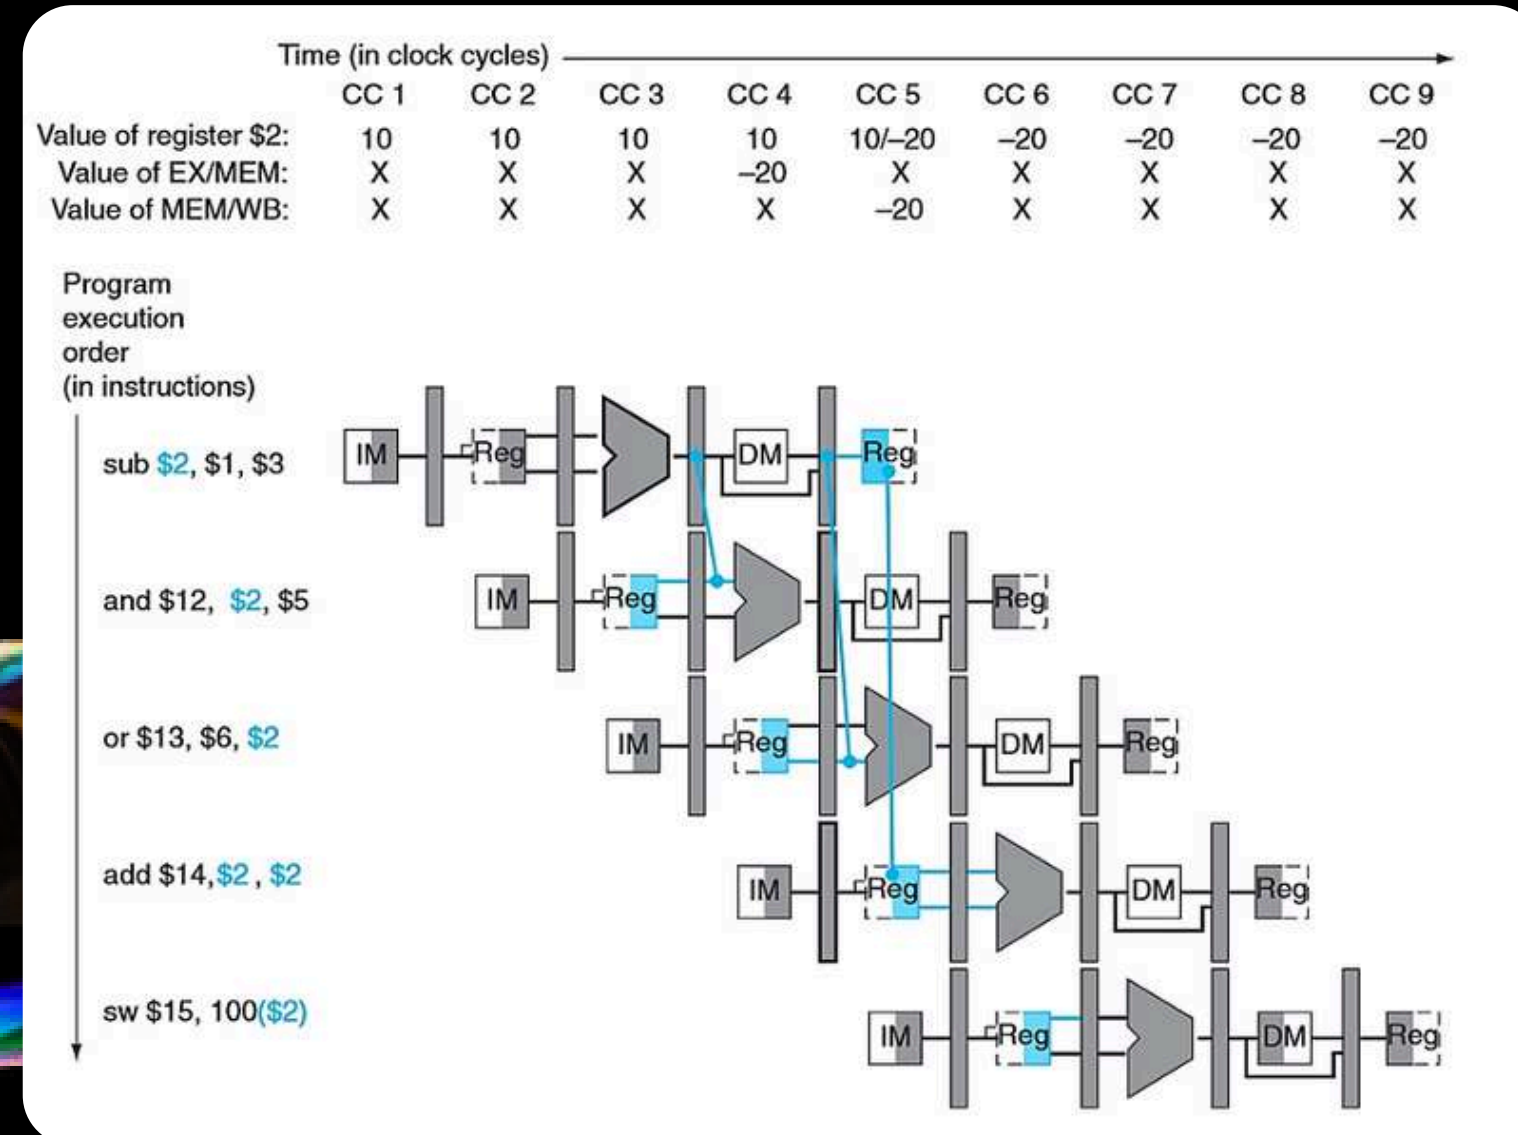 Time (in clock cycles)
CC 1 CC 2 CC 3 CC 4 CC 5 CC 6 CC 7 CC 8 CC 9
Value of register $2: 10 10 10 10 10/–20 –20 –20 –20 –20
Value of EX/MEM: X X X –20 X X X X X
Value of MEM/WB: X X X X –20 X X X X
Program
execution
order
(in instructions)
sub $2, $1, $3 IM Reg DM Reg
and $12, $2, $5 IM Reg DM Reg
or $13, $6, $2 IM Reg DM Reg
add $14,$2 , $2 IM Reg DM Reg
sw $15, 100($2) IM Reg DM Reg